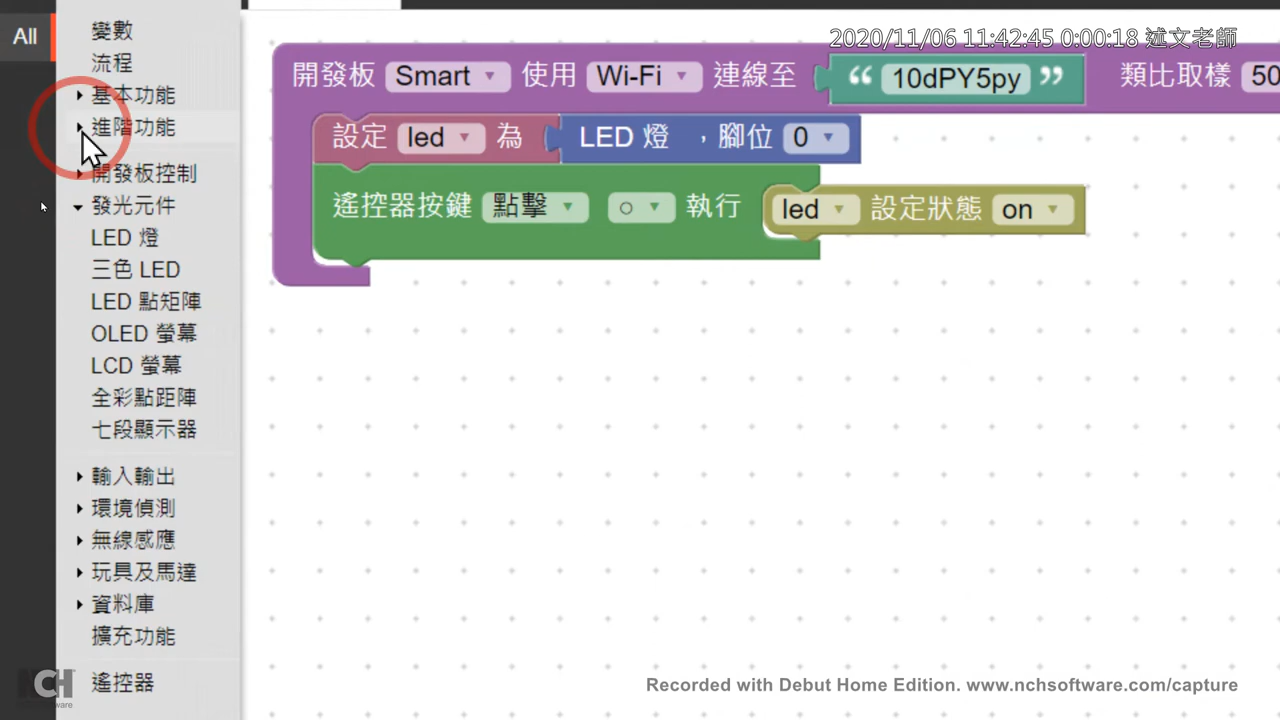 All
變數
流程
基本功能
進階功能
開發板控制
發光元件
LED 燈
三色 LED
LED 點矩陣
OLED 螢幕
LCD 螢幕
全彩點距陣
七段顯示器
輸入輸出
環境偵測
無線感應
玩具及馬達
資料庫
擴充功能
遙控器
2020/11/06 11:42:45 0:00:18 述文老師
開發板 Smart 使用 Wi-Fi 連線至 “ 10dPY5py ” 類比取樣 50
設定 led 為 LED 燈 ，腳位 0
遙控器按鍵 點擊 ○ 執行 led 設定狀態 on
NCH
NCH Software
www.nchsoftware.com
Recorded with Debut Home Edition. www.nchsoftware.com/capture